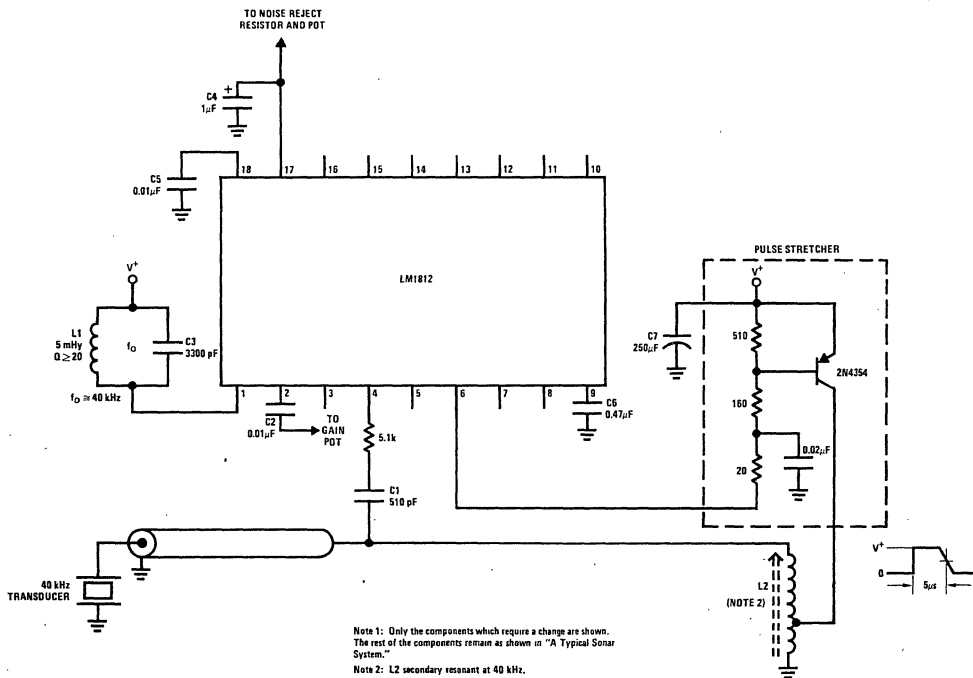 TO NOISE REJECT
RESISTOR AND POT
C4
1μF
+
C5
0.01μF
18
17
16
15
14
13
12
11
10
LM1812
V+
L1
5 mHy
Q ≥ 20
fO
C3
3300 pF
fO ≅ 40 kHz
1
2
3
4
5
6
7
8
9
C2
0.01μF
TO
GAIN
POT
5.1k
C1
510 pF
C6
0.47μF
PULSE STRETCHER
V+
C7
250μF
510
2N4354
160
0.02μF
20
40 kHz
TRANSDUCER
L2
(NOTE 2)
V+
0
5μs
Note 1: Only the components which require a change are shown.
The rest of the components remain as shown in "A Typical Sonar
System."
Note 2: L2 secondary resonant at 40 kHz.